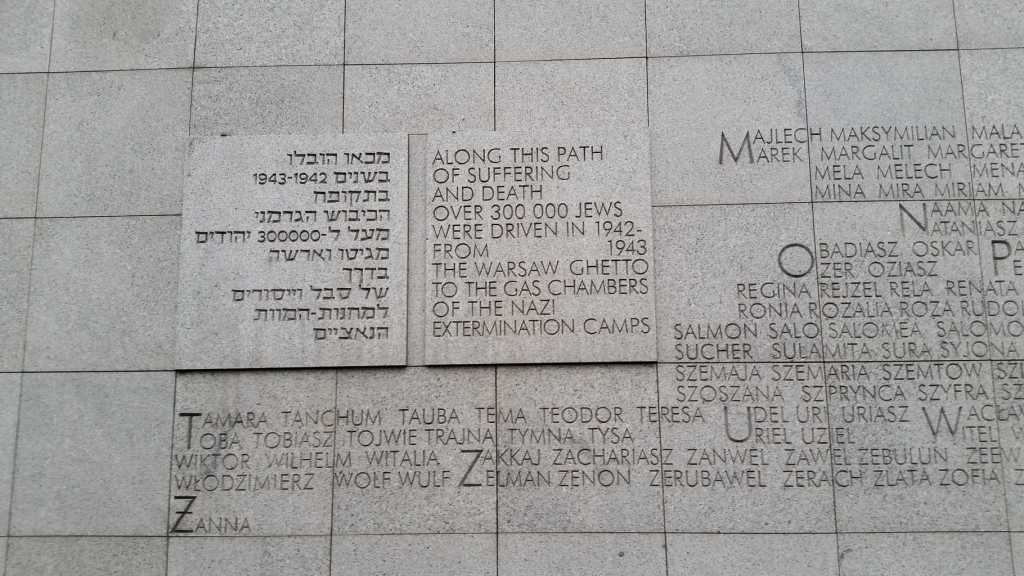 מכאו הובלו
בשנים 1943-1942
בתקופת
הכיבוש הגרמני
מעל ל-300000 יהודים
מגיטו וארשה
בדרך
של סבל וייסורים
למחנות-המוות
הנאציים
ALONG THIS PATH
OF SUFFERING
AND DEATH
OVER 300 000 JEWS
WERE DRIVEN IN 1942-
FROM 1943
THE WARSAW GHETTO
TO THE GAS CHAMBERS
OF THE NAZI
EXTERMINATION CAMPS
MAJLECH MAKSYMILIAN MALA
MAREK MARGALIT
MELA MELECH
MINA MIRA MIRIAM
NAAMA
NATANIASZ
OBADIASZ OSKAR
OZER OZIASZ
REGINA REJZEL RELA RENATA
RONIA ROZALIA ROZA
SALMON SALO SALOMEA
SUCHER SULAMITA SURA SYJONA
SZEMAJA SZEMARIA SZEMTOW
SZOSZANA SZPRYNCA SZYFRA
TAMARA TANCHUM TAUBA TEMA TEODOR TERESA UDEL URI URIASZ
TOBA TOBIASZ TOJWIE TRAJNA TYMNA TYSA URIEL UZIEL WITEL
WIKTOR WILHELM WITALIA ZAKKAJ ZACHARIASZ ZANWEL ZAWEL ZEBULUN
WŁODZIMIERZ WOLF WULF ZELMAN ZENON ZERUBAWEL ZERACH ZLATA ZOFIA
ŻANNA